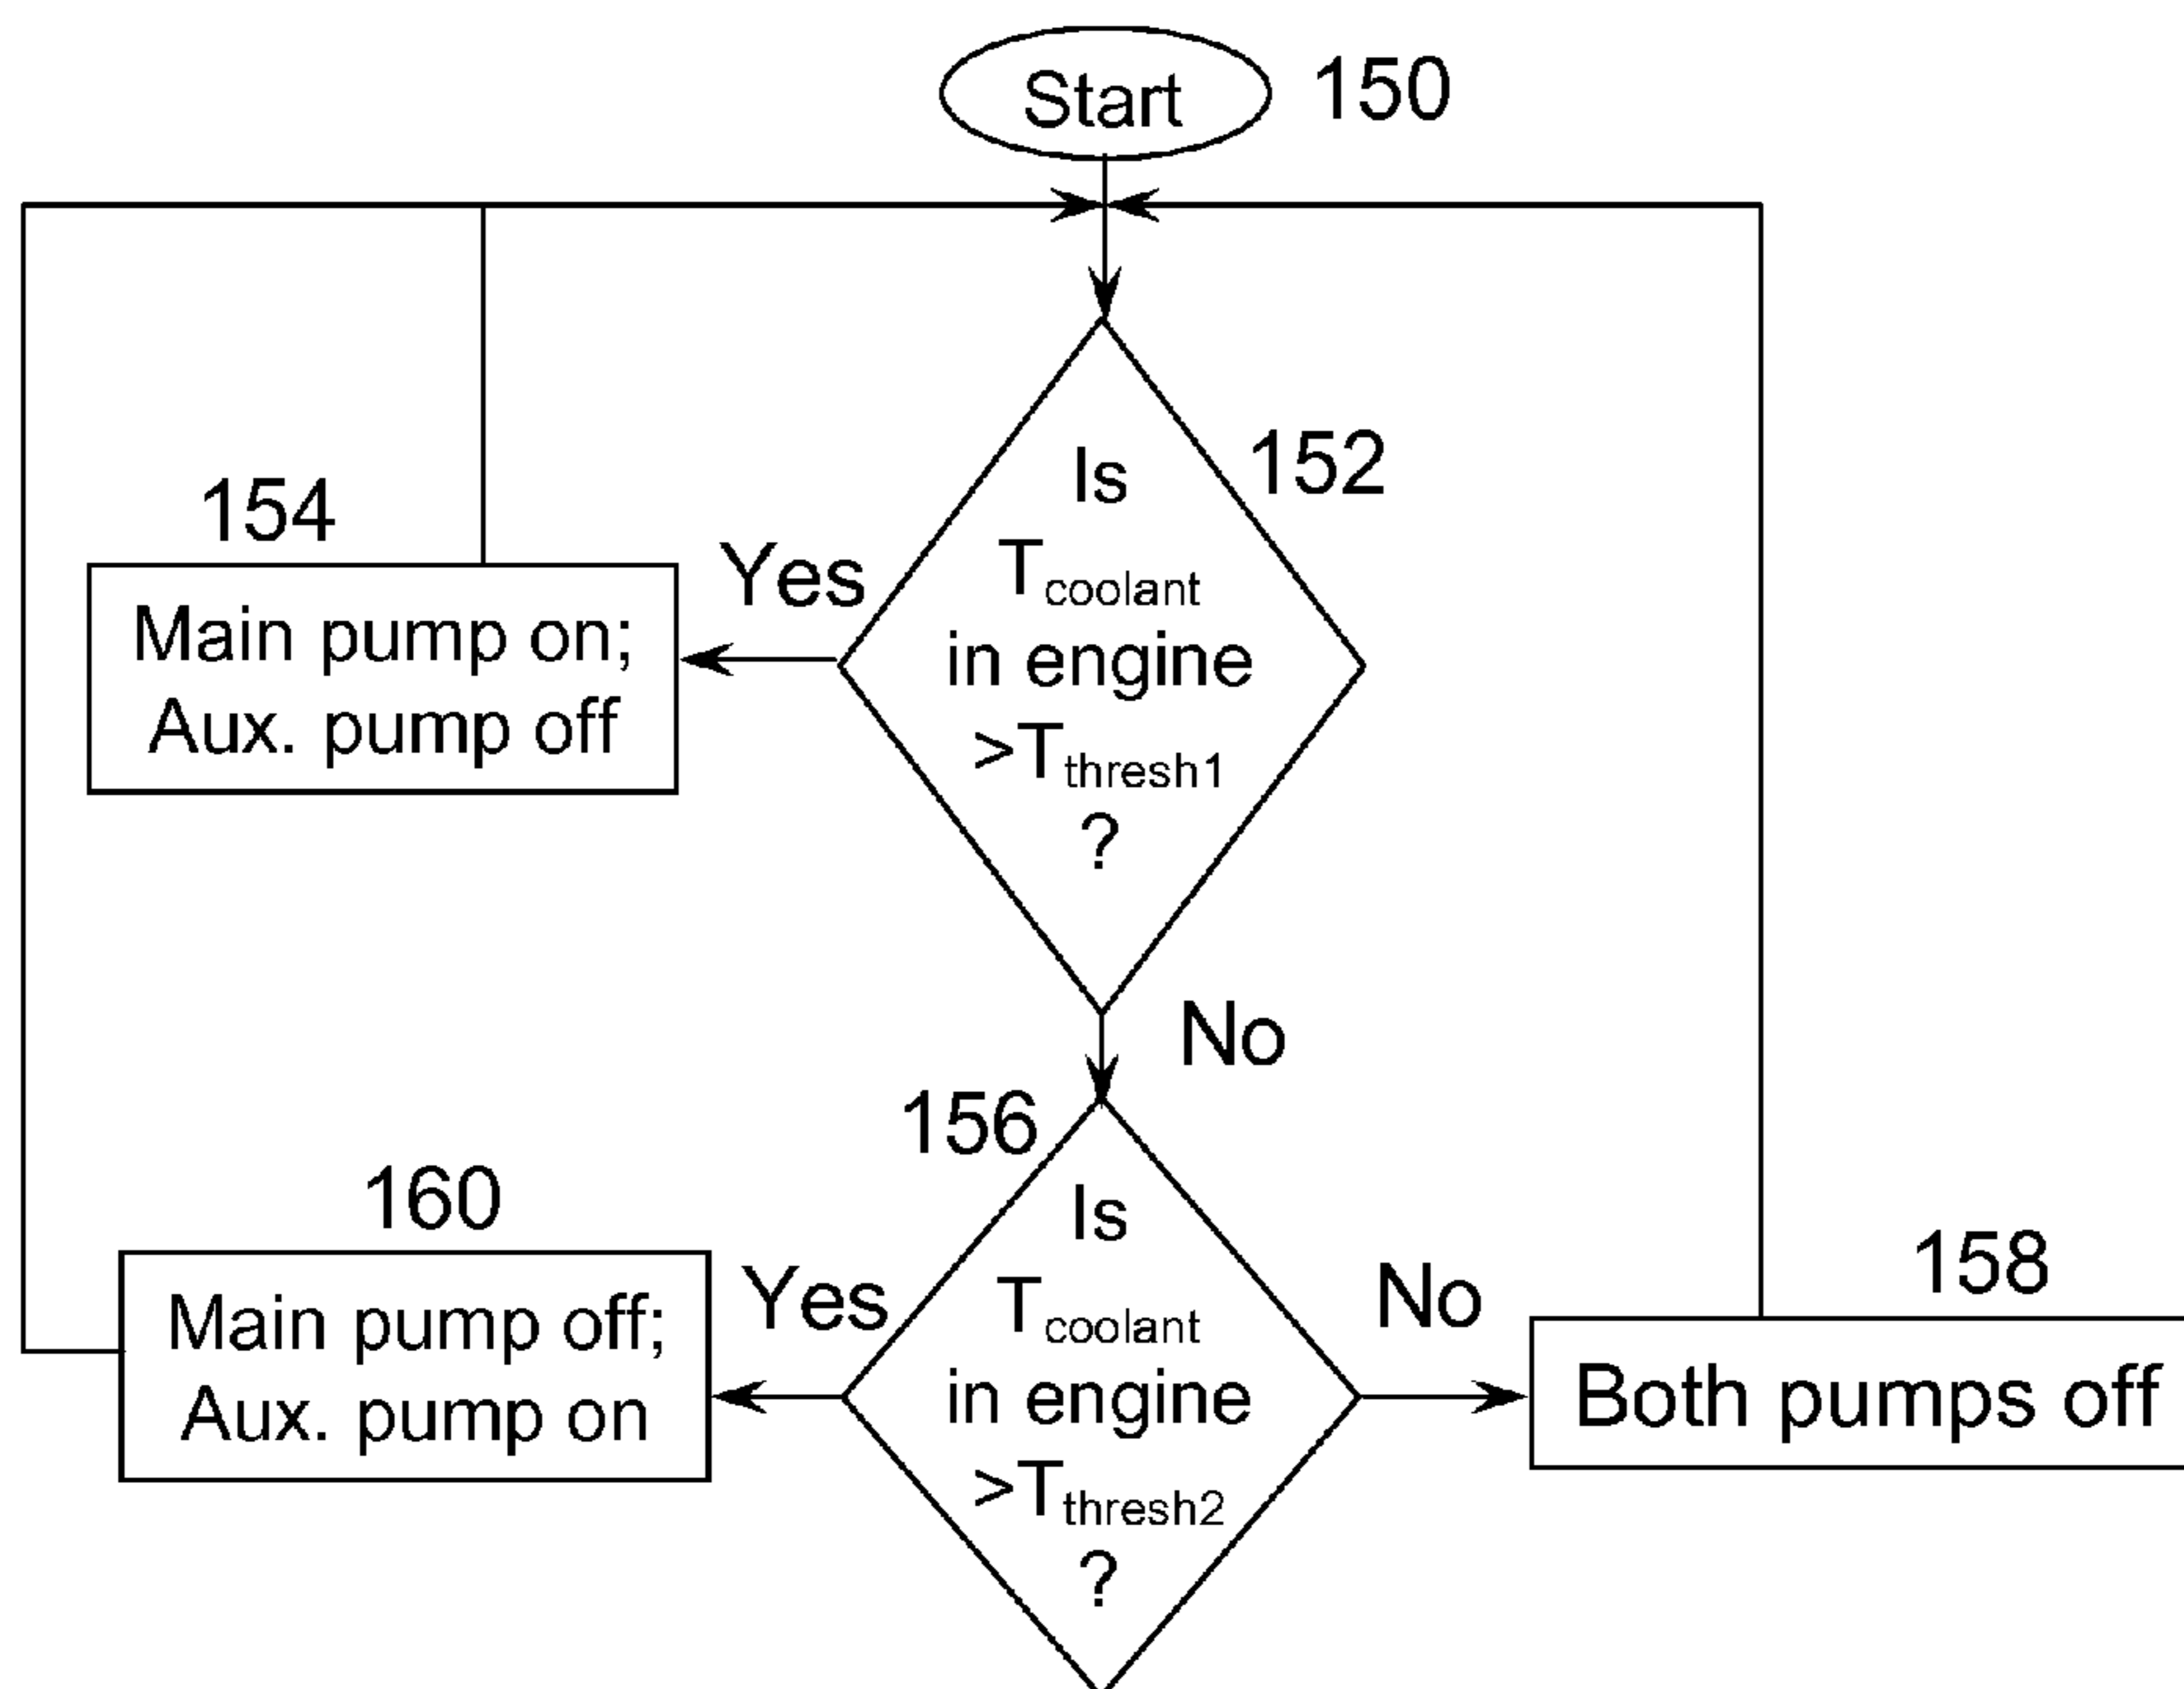 Start
150
152
Is
Tcoolant
in engine
>Tthresh1
?
Yes
154
Main pump on;
Aux. pump off
No
156
Is
Tcoolant
in engine
>Tthresh2
?
Yes
160
Main pump off;
Aux. pump on
No
158
Both pumps off